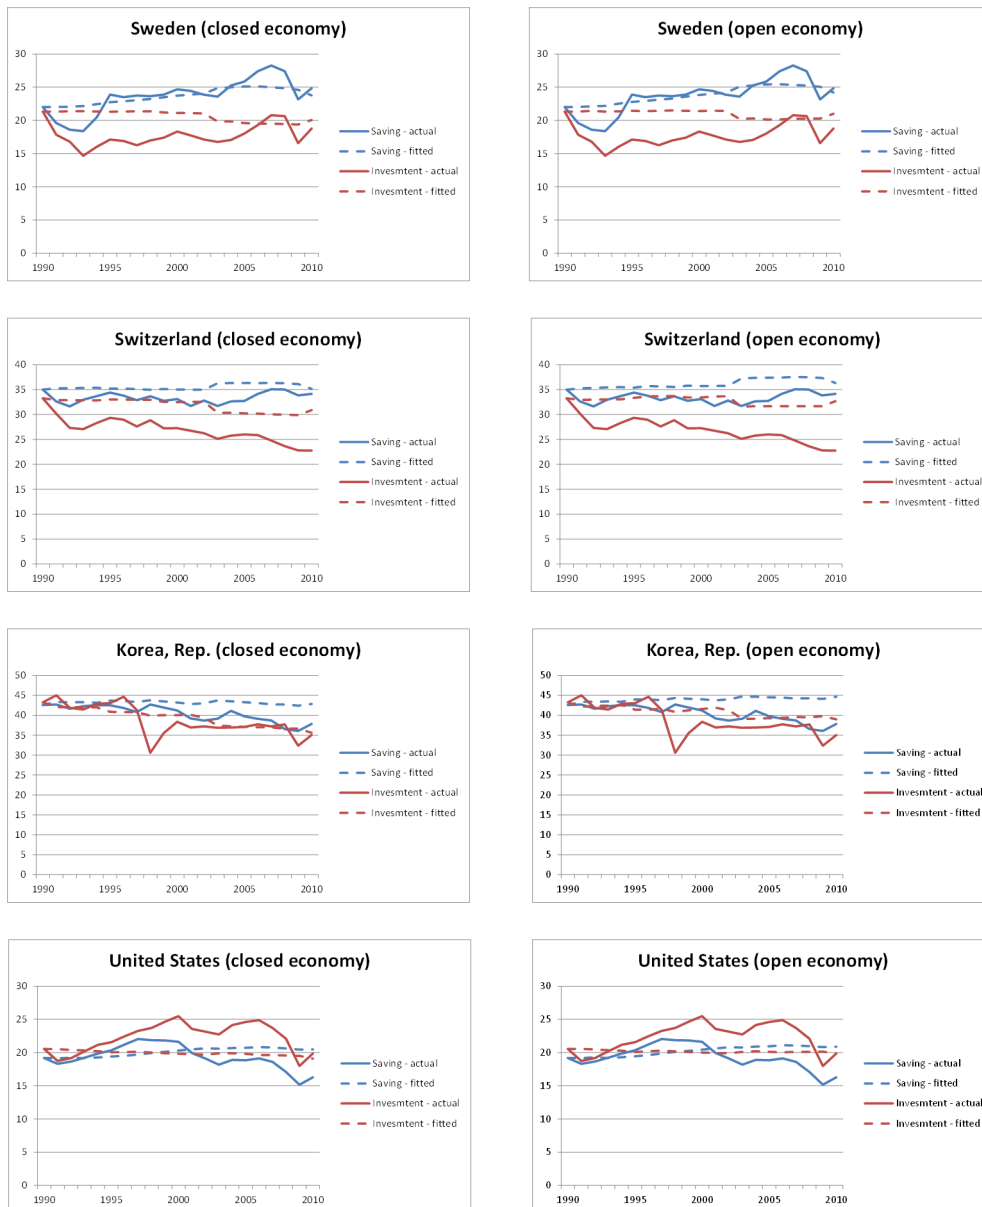 Sweden (closed economy)
30
25
20
15
10
5
0
1990 1995 2000 2005 2010
Saving - actual
Saving - fitted
Invesmtent - actual
Invesmtent - fitted
Sweden (open economy)
30
25
20
15
10
5
0
1990 1995 2000 2005 2010
Saving - actual
Saving - fitted
Invesmtent - actual
Invesmtent - fitted
Switzerland (closed economy)
40
35
30
25
20
15
10
5
0
1990 1995 2000 2005 2010
Saving - actual
Saving - fitted
Invesmtent - actual
Invesmtent - fitted
Switzerland (open economy)
40
35
30
25
20
15
10
5
0
1990 1995 2000 2005 2010
Saving - actual
Saving - fitted
Invesmtent - actual
Invesmtent - fitted
Korea, Rep. (closed economy)
50
45
40
35
30
25
20
15
10
5
0
1990 1995 2000 2005 2010
Saving - actual
Saving - fitted
Invesmtent - actual
Invesmtent - fitted
Korea, Rep. (open economy)
50
45
40
35
30
25
20
15
10
5
0
1990 1995 2000 2005 2010
Saving - actual
Saving - fitted
Invesmtent - actual
Invesmtent - fitted
United States (closed economy)
30
25
20
15
10
5
0
1990 1995 2000 2005 2010
Saving - actual
Saving - fitted
Invesmtent - actual
Invesmtent - fitted
United States (open economy)
30
25
20
15
10
5
0
1990 1995 2000 2005 2010
Saving - actual
Saving - fitted
Invesmtent - actual
Invesmtent - fitted